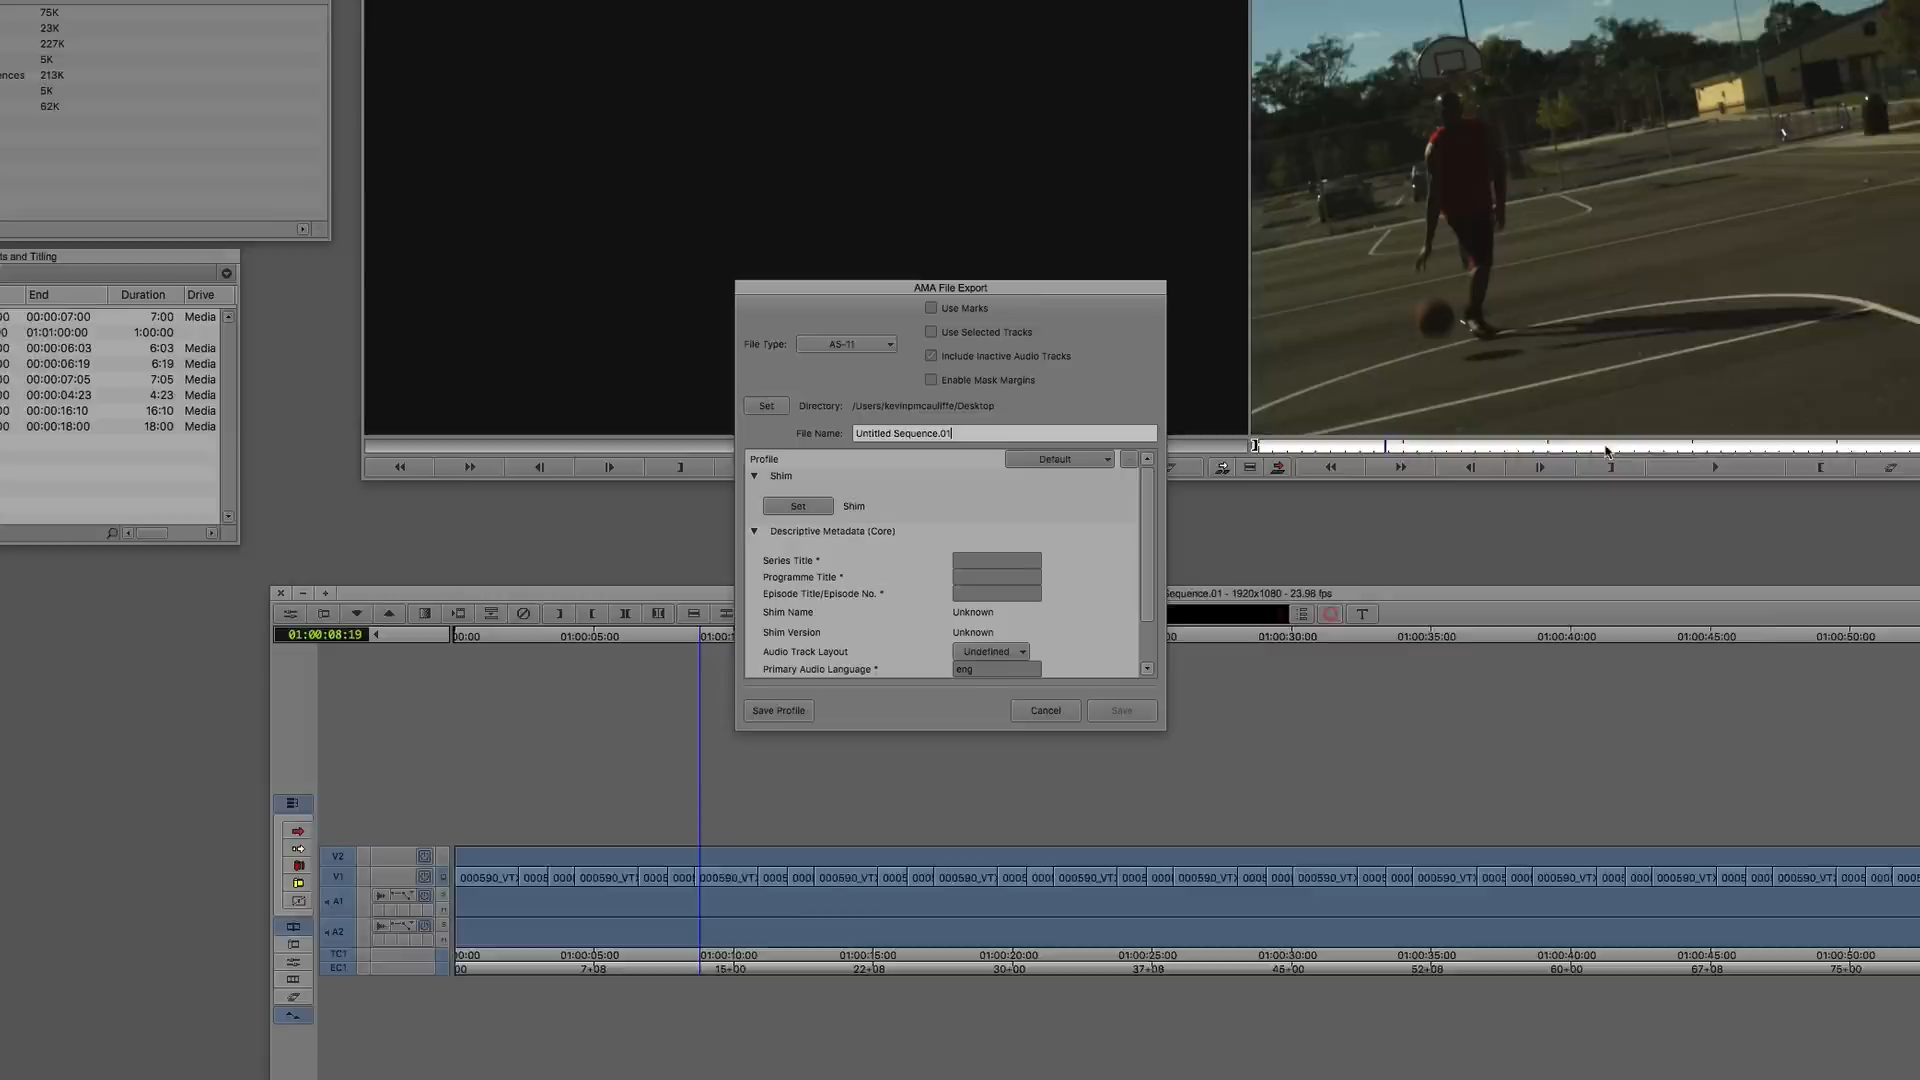 75K
23K
227K
5K
ences 213K
5K
62K
ts and Titling
End Duration Drive
00:00:07:00 7:00 Media
01:01:00:00 1:00:00
00:00:06:03 6:03 Media
00:00:06:19 6:19 Media
00:00:07:05 7:05 Media
00:00:04:23 4:23 Media
00:00:16:10 16:10 Media
00:00:18:00 18:00 Media
AMA File Export
Use Marks
Use Selected Tracks
File Type: AS-11
Include Inactive Audio Tracks
Enable Mask Margins
Set Directory: /Users/kevinpmcauliffe/Desktop
File Name: Untitled Sequence.01
Profile Default
Shim
Set Shim
Descriptive Metadata (Core)
Series Title *
Programme Title *
Episode Title/Episode No. *
Shim Name Unknown
Shim Version Unknown
Audio Track Layout Undefined
Primary Audio Language * eng
Save Profile Cancel Save
equence.01 - 1920x1080 - 23.98 fps
T
01:00:08:19 00:00 01:00:05:00 01:00:1 00 01:00:30:00 01:00:35:00 01:00:40:00 01:00:45:00 01:00:50:00
V2
V1 000590_VT 0005 000 000590_VT 0005 000 000590_VT 0005 000 000590_VT 0005 000 000590_VT 0005 000 000590_VT 0005 000 000590_VT 0005 000 000590_VT 0005 000 000590_VT 0005 000 000590_VT 0005 000 000590_VT 0005 000 000590_VT 000 0005
A1
A2
TC1 00:00 01:00:05:00 01:00:10:00 01:00:15:00 01:00:20:00 01:00:25:00 01:00:30:00 01:00:35:00 01:00:40:00 01:00:45:00 01:00:50:00
EC1 00 7+08 15+00 22+08 30+00 37+08 45+00 52+08 60+00 67+08 75+00